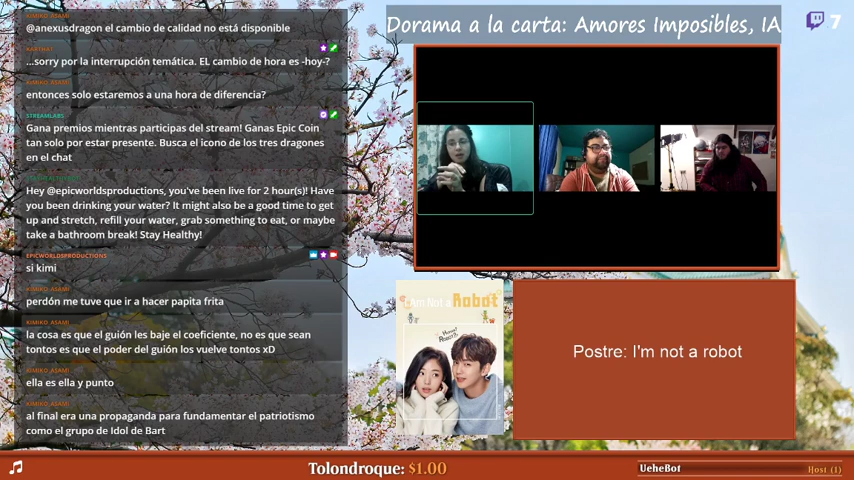 Dorama a la carta: Amores Imposibles, IA
7
KIMIKO_ASAMI
@anexusdragon el cambio de calidad no está disponible
...sorry por la interrupción temática. EL cambio de hora es -hoy-?
KIMIKO_ASAMI
entonces solo estaremos a una hora de diferencia?
STREAMLABS
Gana premios mientras participas del stream! Ganas Epic Coin
tan solo por estar presente. Busca el icono de los tres dragones
en el chat
Hey @epicworldsproductions, you've been live for 2 hour(s)! Have
you been drinking your water? It might also be a good time to get
up and stretch, refill your water, grab something to eat, or maybe
take a bathroom break! Stay Healthy!
EPICWORLDSPRODUCTIONS
si kimi
KIMIKO_ASAMI
perdón me tuve que ir a hacer papita frita
KIMIKO_ASAMI
la cosa es que el guión les baje el coeficiente, no es que sean
tontos es que el poder del guión los vuelve tontos xD
KIMIKO_ASAMI
ella es ella y punto
KIMIKO_ASAMI
al final era una propaganda para fundamentar el patriotismo
como el grupo de Idol de Bart
I Am Not a Robot
Postre: I'm not a robot
Tolondroque: $1.00
UeheBot
Host (1)